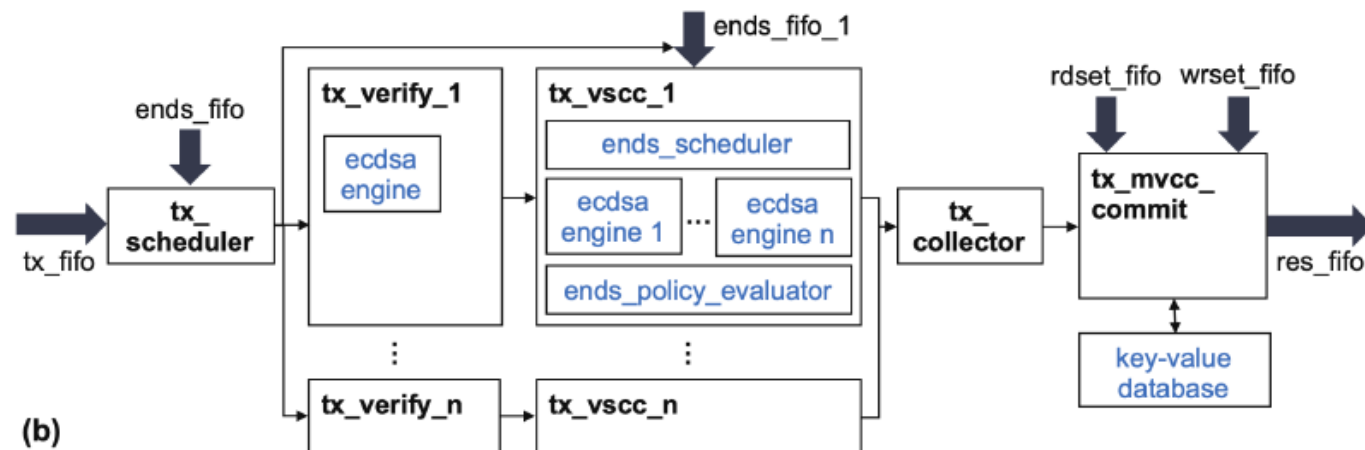 ends_fifo_1
rdset_fifo
wrset_fifo
ends_fifo
tx_verify_1
tx_vscc_1
ecdsa
engine
ends_scheduler
ecdsa
engine 1
...
ecdsa
engine n
ends_policy_evaluator
tx_
scheduler
tx_fifo
tx_
collector
tx_mvcc_
commit
res_fifo
key-value
database
⋮
⋮
tx_verify_n
tx_vscc_n
(b)